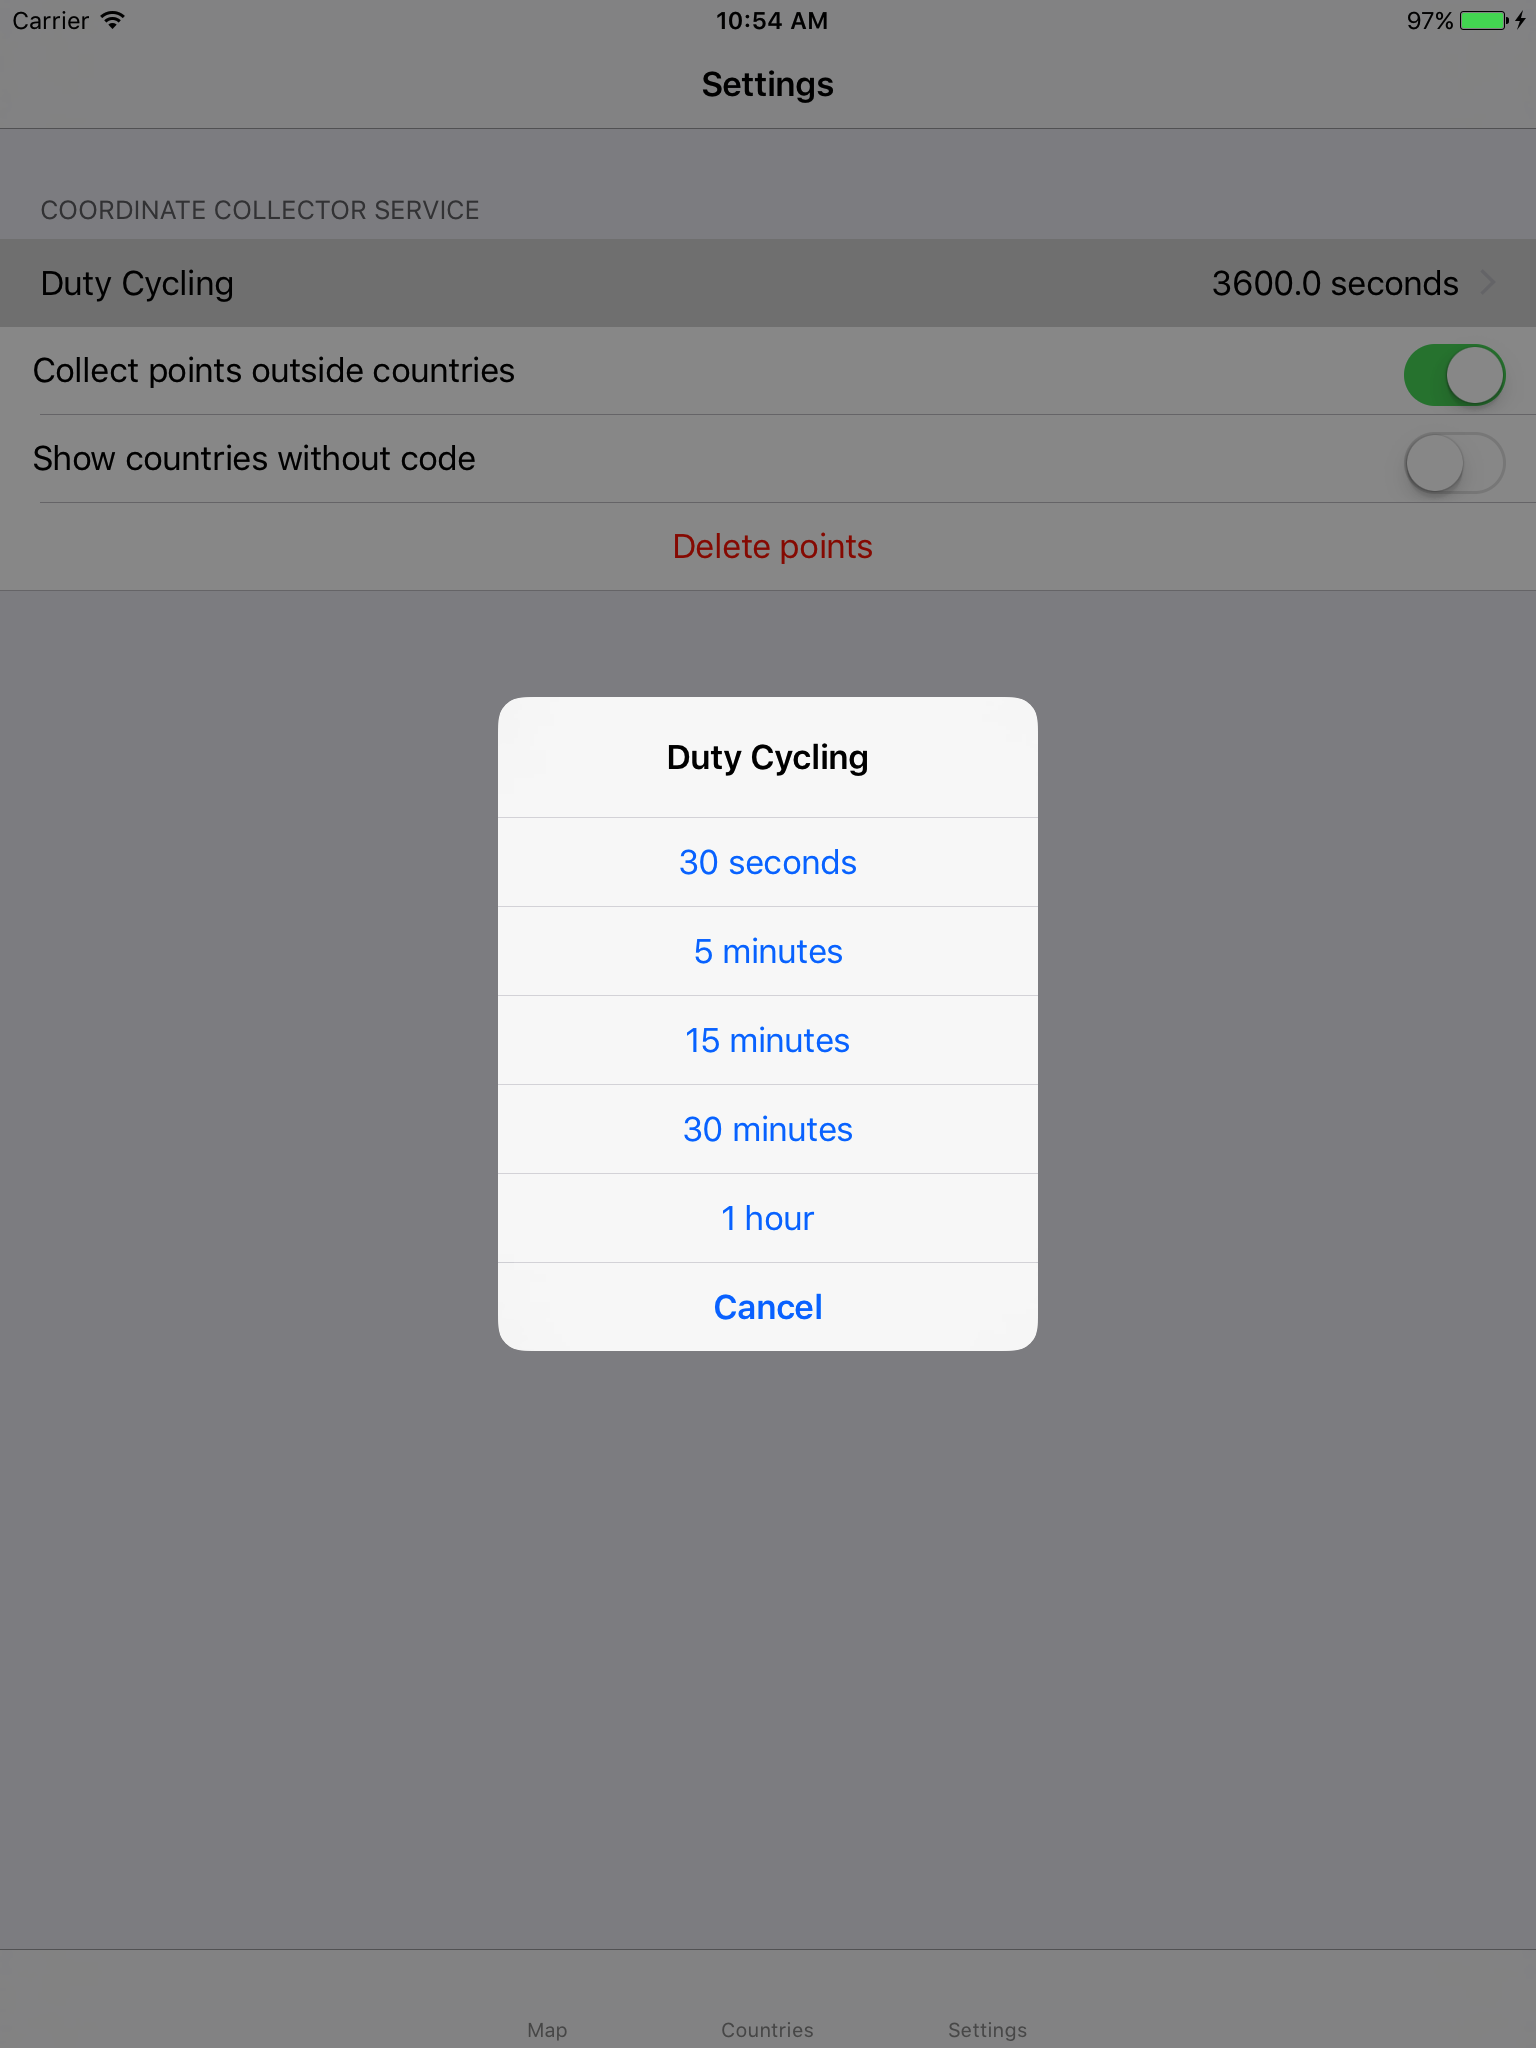 Carrier 10:54 AM 97%
Settings
COORDINATE COLLECTOR SERVICE
Duty Cycling 3600.0 seconds
Collect points outside countries
Show countries without code
Delete points
Duty Cycling
30 seconds
5 minutes
15 minutes
30 minutes
1 hour
Cancel
Map Countries Settings